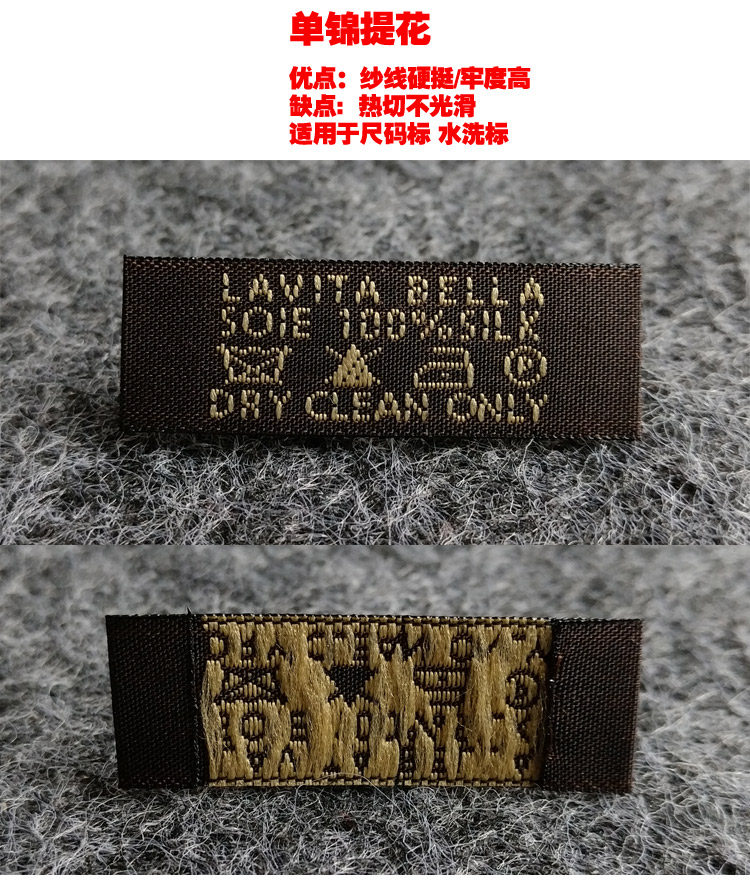 单锦提花
优点：纱线硬挺/牢度高
缺点：热切不光滑
适用于尺码标 水洗标
LAVITA BELLA
SOIE 100% SILK
P
DRY CLEAN ONLY